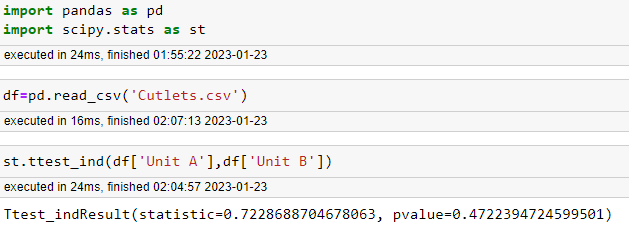 import pandas as pd
import scipy.stats as st
executed in 24ms, finished 01:55:22 2023-01-23
df=pd.read_csv('Cutlets.csv')
executed in 16ms, finished 02:07:13 2023-01-23
st.ttest_ind(df['Unit A'],df['Unit B'])
executed in 24ms, finished 02:04:57 2023-01-23
Ttest_indResult(statistic=0.7228688704678063, pvalue=0.4722394724599501)